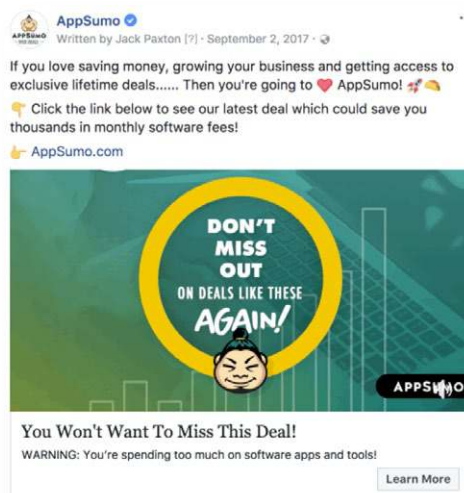 AppSumo
Written by Jack Paxton [?] · September 2, 2017 ·
If you love saving money, growing your business and getting access to
exclusive lifetime deals...... Then you're going to ❤️ AppSumo! 🚀🌮
👇 Click the link below to see our latest deal which could save you
thousands in monthly software fees!
👉 AppSumo.com
DON'T
MISS
OUT
ON DEALS LIKE THESE
AGAIN!
APPSUMO
You Won't Want To Miss This Deal!
WARNING: You're spending too much on software apps and tools!
Learn More